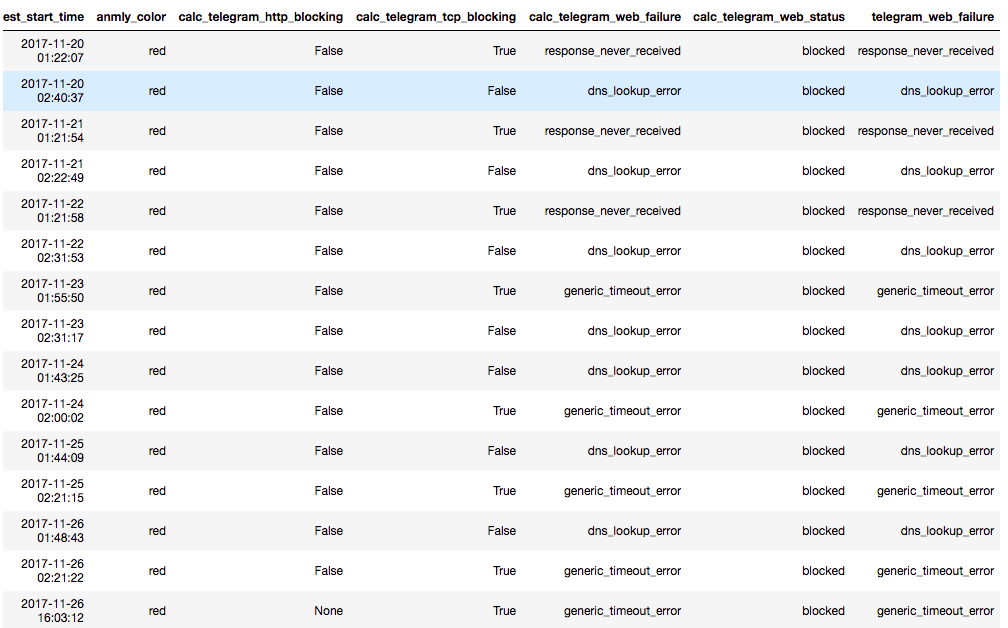 est_start_time anmly_color calc_telegram_http_blocking calc_telegram_tcp_blocking calc_telegram_web_failure calc_telegram_web_status telegram_web_failure
2017-11-20
01:22:07 red False True response_never_received blocked response_never_received
2017-11-20
02:40:37 red False False dns_lookup_error blocked dns_lookup_error
2017-11-21
01:21:54 red False True response_never_received blocked response_never_received
2017-11-21
02:22:49 red False False dns_lookup_error blocked dns_lookup_error
2017-11-22
01:21:58 red False True response_never_received blocked response_never_received
2017-11-22
02:31:53 red False False dns_lookup_error blocked dns_lookup_error
2017-11-23
01:55:50 red False True generic_timeout_error blocked generic_timeout_error
2017-11-23
02:31:17 red False False dns_lookup_error blocked dns_lookup_error
2017-11-24
01:43:25 red False False dns_lookup_error blocked dns_lookup_error
2017-11-24
02:00:02 red False True generic_timeout_error blocked generic_timeout_error
2017-11-25
01:44:09 red False False dns_lookup_error blocked dns_lookup_error
2017-11-25
02:21:15 red False True generic_timeout_error blocked generic_timeout_error
2017-11-26
01:48:43 red False False dns_lookup_error blocked dns_lookup_error
2017-11-26
02:21:22 red False True generic_timeout_error blocked generic_timeout_error
2017-11-26
16:03:12 red None True generic_timeout_error blocked generic_timeout_error